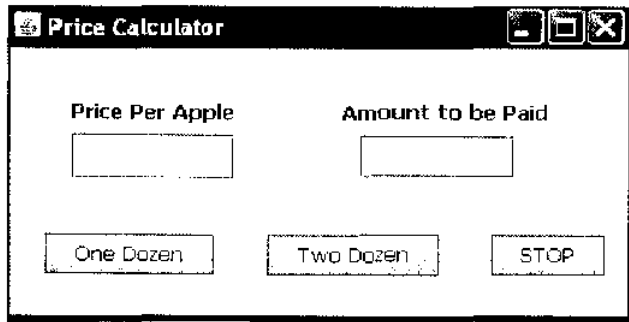 Price Calculator
Price Per Apple Amount to be Paid
One Dozen Two Dozen STOP